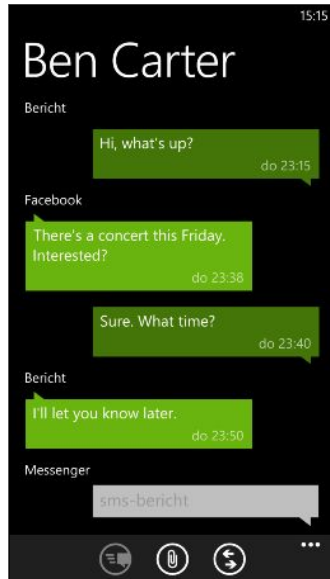 15:15
Ben Carter
Bericht
Hi, what's up?
do 23:15
Facebook
There's a concert this Friday.
Interested?
do 23:38
Sure. What time?
do 23:40
Bericht
I'll let you know later.
do 23:50
Messenger
sms-bericht